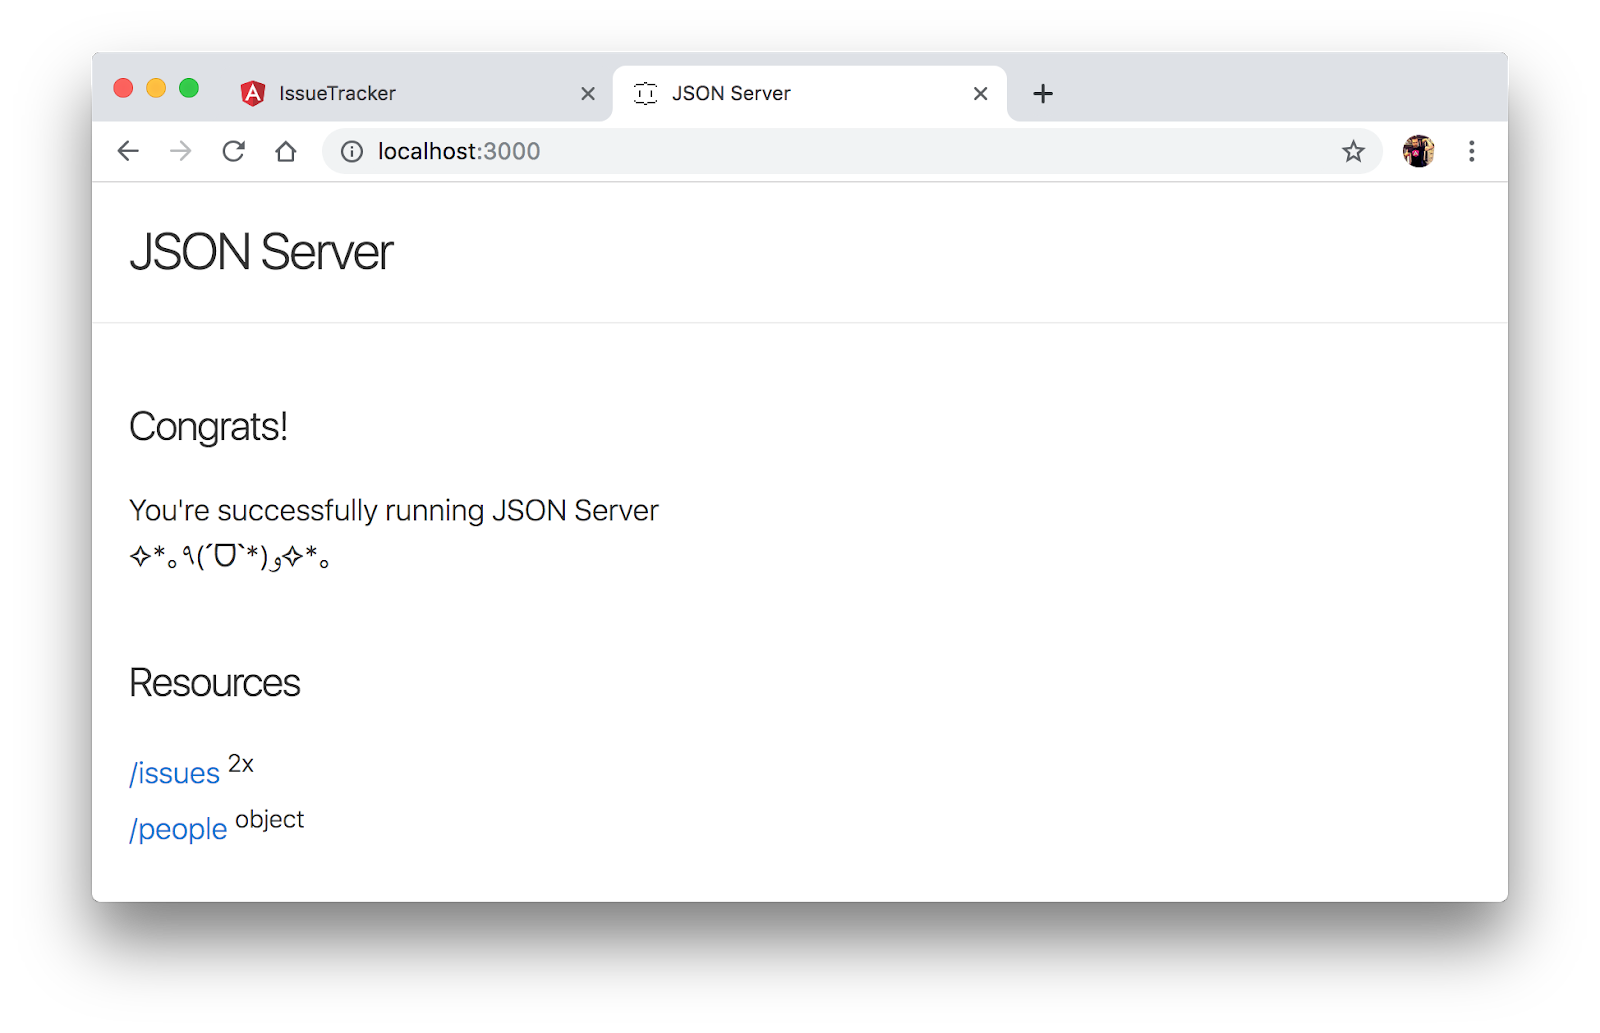 IssueTracker
JSON Server
localhost:3000
JSON Server
Congrats!
You're successfully running JSON Server
✧*｡٩(ˊᗜˋ*)و✧*｡
Resources
/issues 2x
/people object